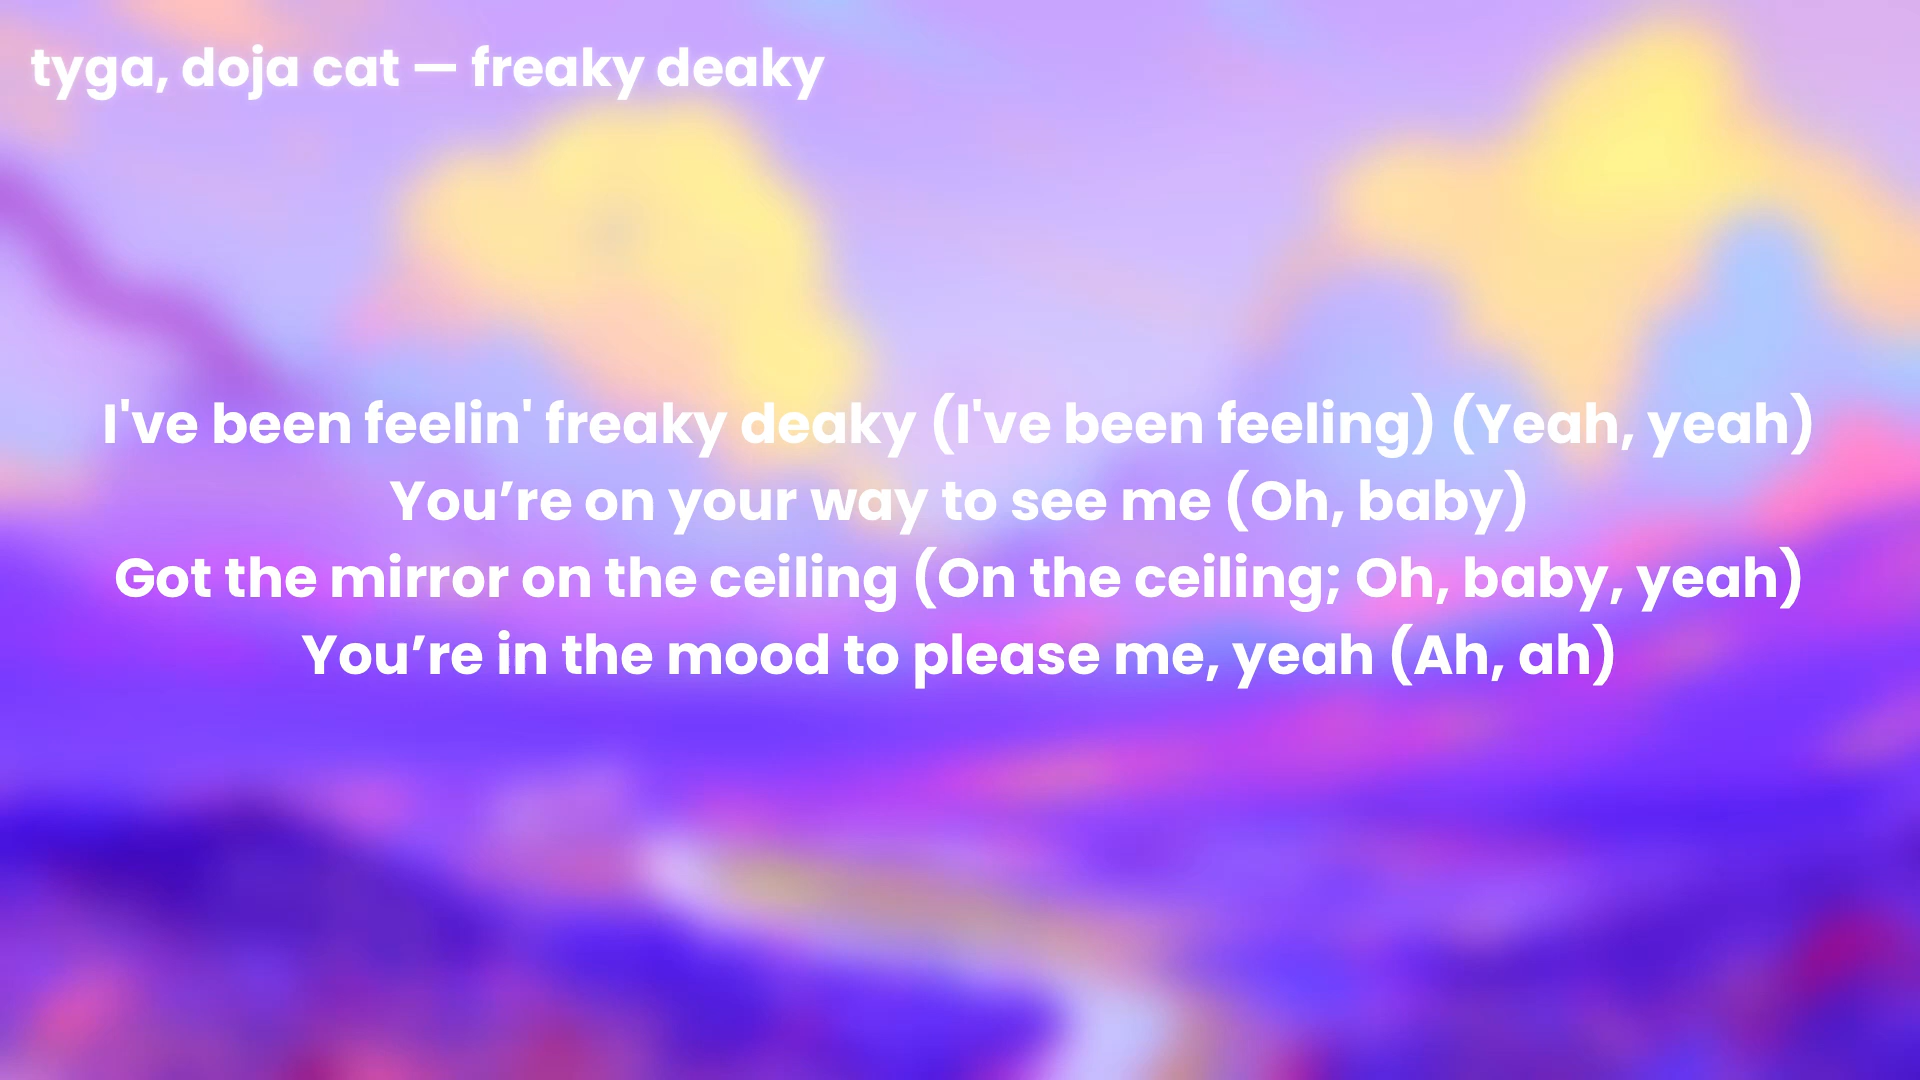 tyga, doja cat — freaky deaky
I've been feelin' freaky deaky (I've been feeling) (Yeah, yeah)
You’re on your way to see me (Oh, baby)
Got the mirror on the ceiling (On the ceiling; Oh, baby, yeah)
You’re in the mood to please me, yeah (Ah, ah)